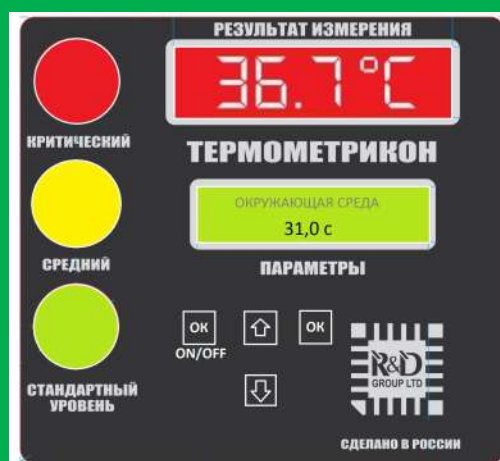 РЕЗУЛЬТАТ ИЗМЕРЕНИЯ
36.7°C
КРИТИЧЕСКИЙ
ТЕРМОМЕТРИКОН
ОКРУЖАЮЩАЯ СРЕДА
31,0 с
СРЕДНИЙ
ПАРАМЕТРЫ
ОК
ОК
ON/OFF
R&D
GROUP LTD
СТАНДАРТНЫЙ
УРОВЕНЬ
СДЕЛАНО В РОССИИ